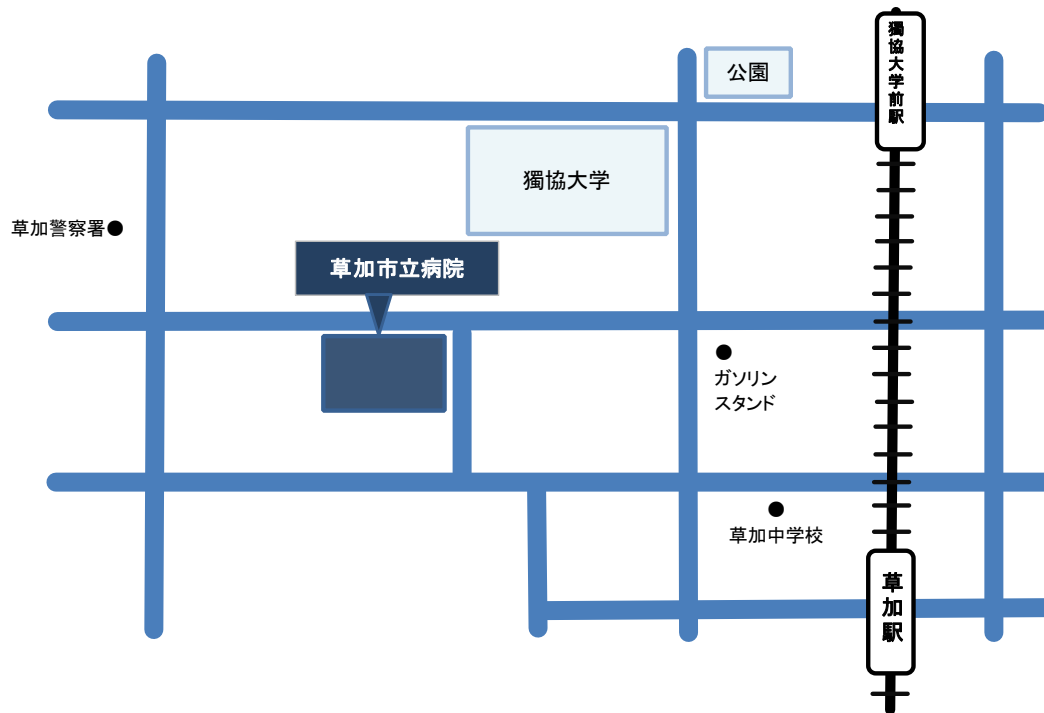 獨協大学前駅
公園
獨協大学
草加警察署
草加市立病院
ガソリン
スタンド
草加中学校
草加駅